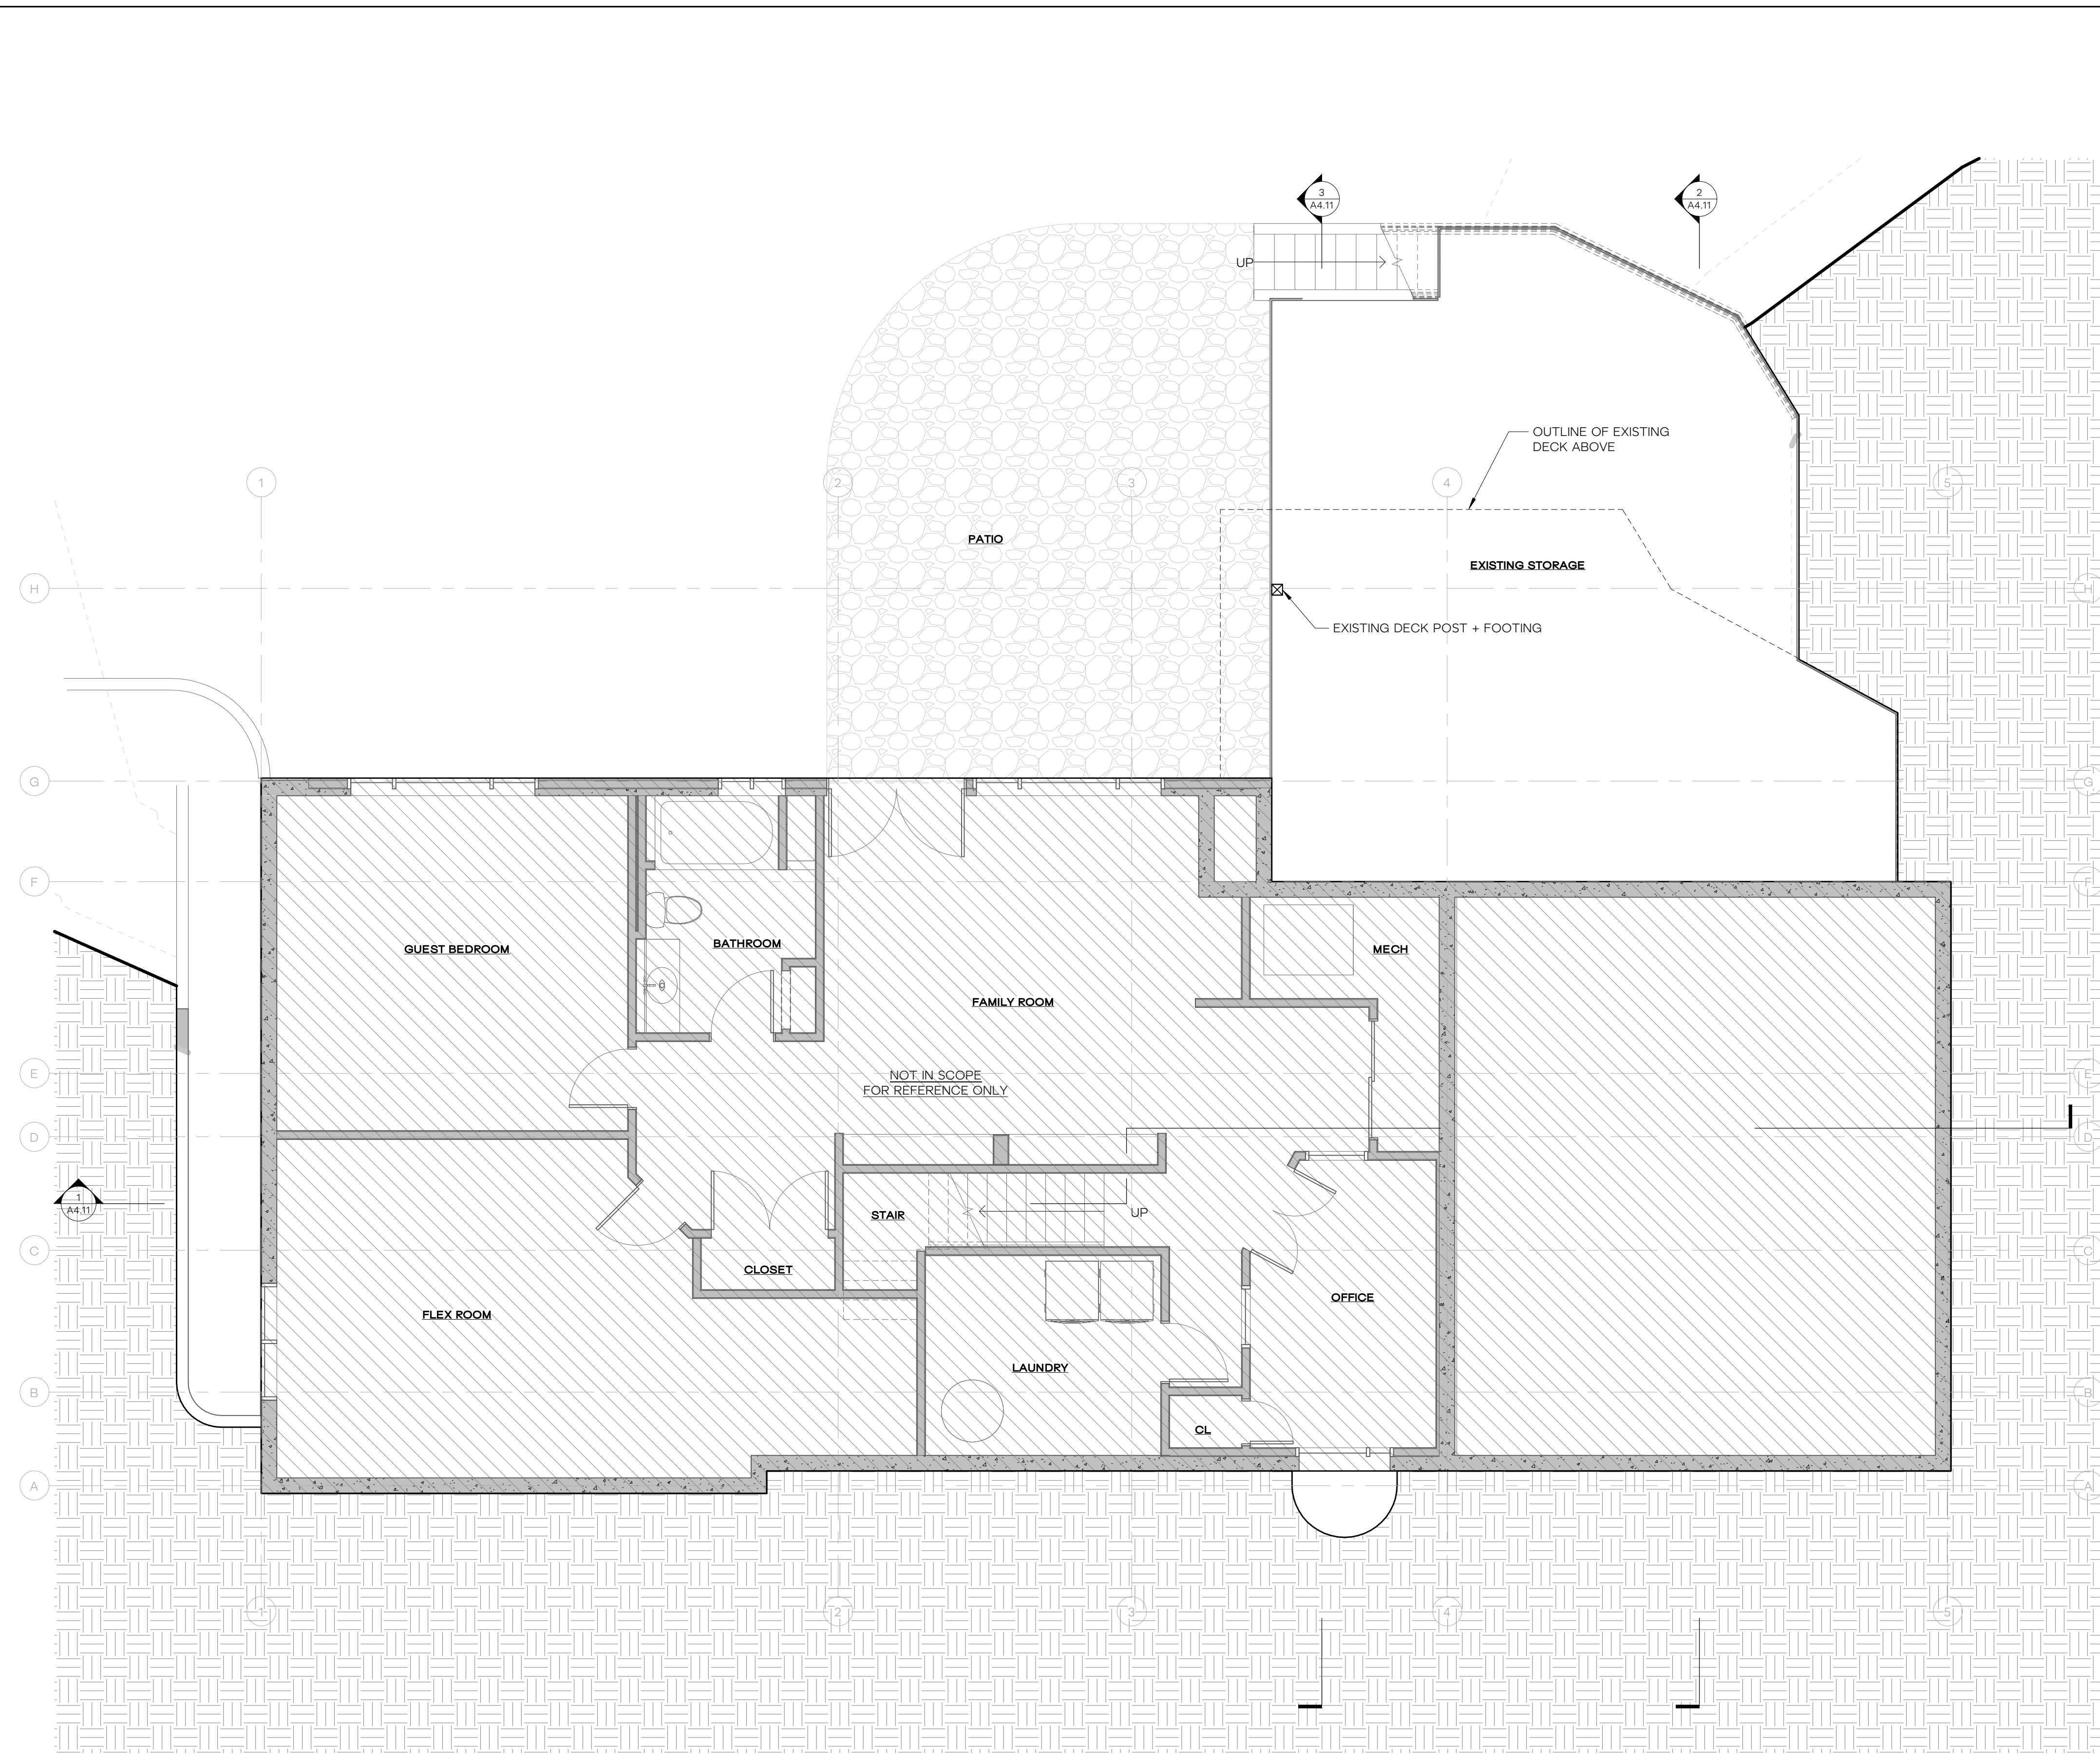 3
A4.11
2
A4.11
UP
OUTLINE OF EXISTING
DECK ABOVE
1
2
3
4
5
PATIO
EXISTING STORAGE
H
H
EXISTING DECK POST + FOOTING
G
G
F
F
GUEST BEDROOM
BATHROOM
MECH
FAMILY ROOM
E
NOT IN SCOPE
FOR REFERENCE ONLY
E
D
D
1
A4.11
STAIR
UP
C
C
CLOSET
OFFICE
FLEX ROOM
LAUNDRY
B
B
CL
A
A
1
2
3
4
5